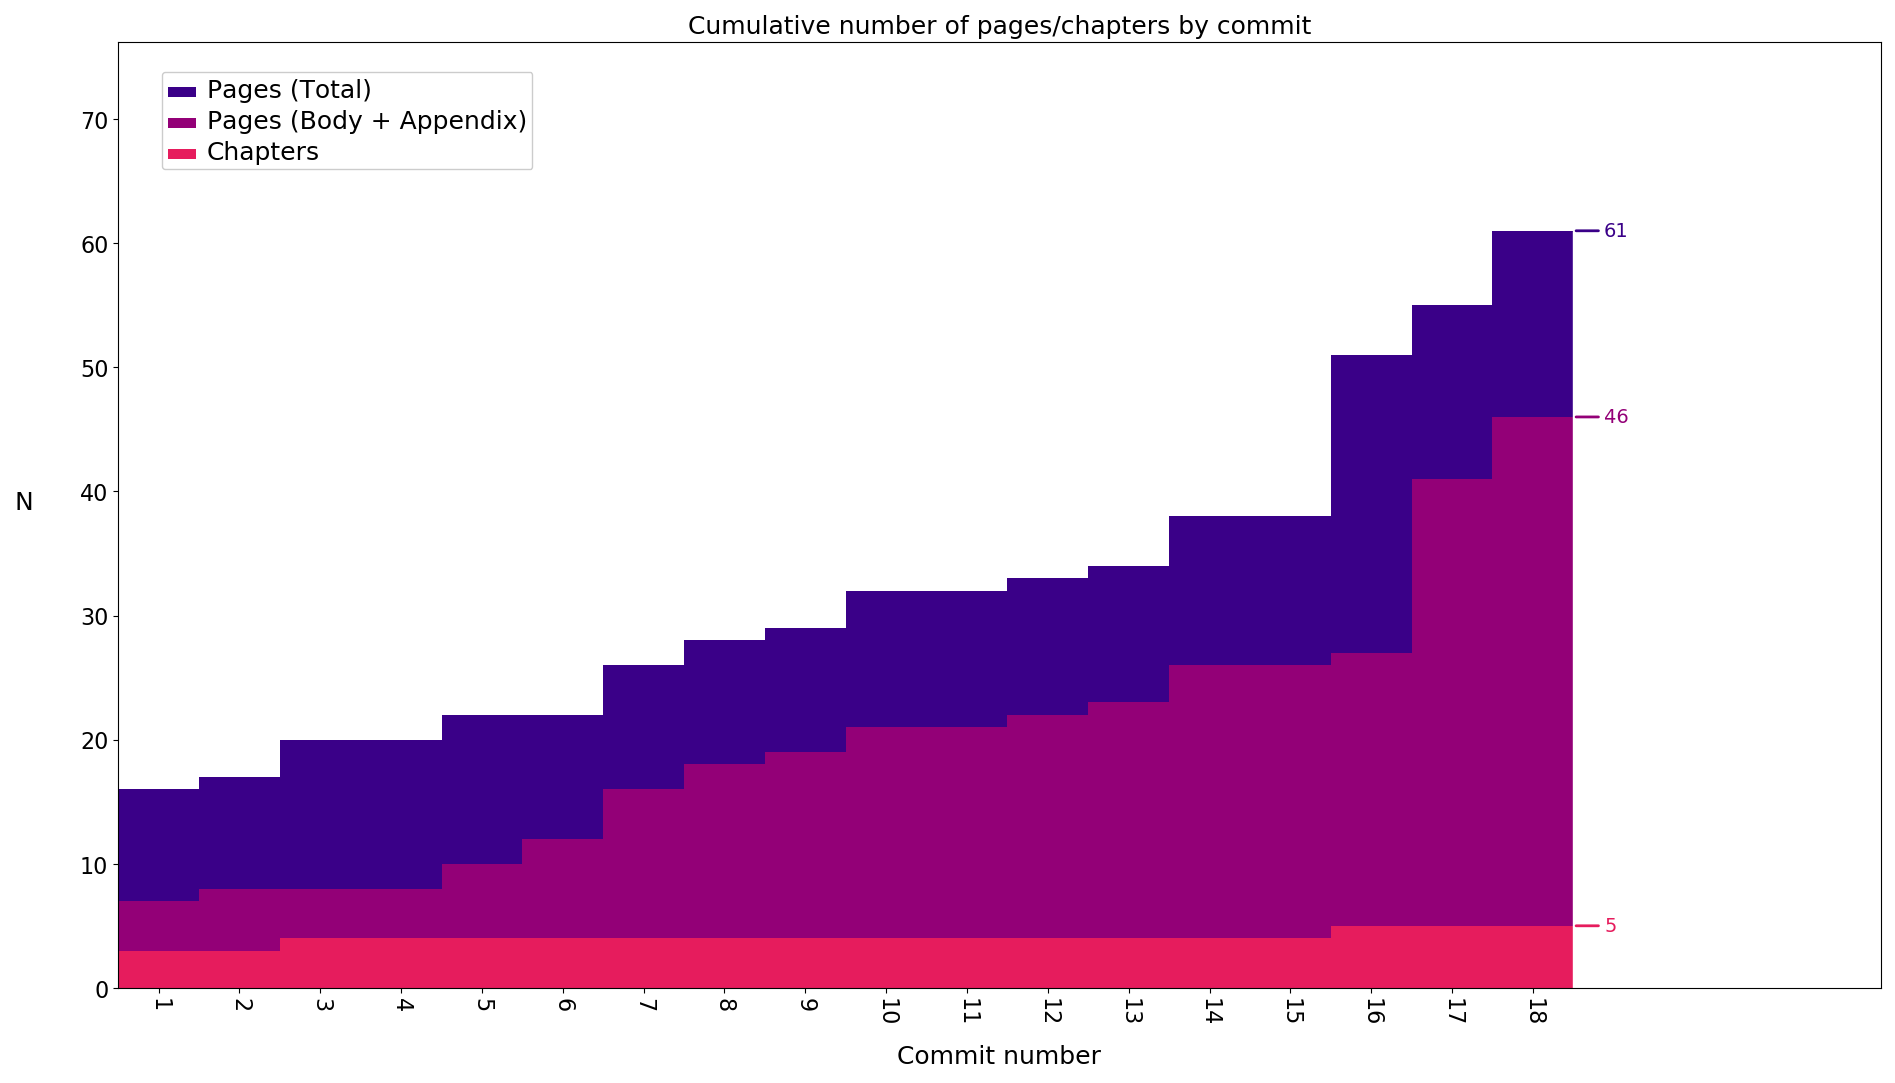 Cumulative number of pages/chapters by commit
Pages (Total)
Pages (Body + Appendix)
Chapters
70
60
50
40
30
20
10
0
N
61
46
5
1 2 3 4 5 6 7 8 9 10 11 12 13 14 15 16 17 18
Commit number